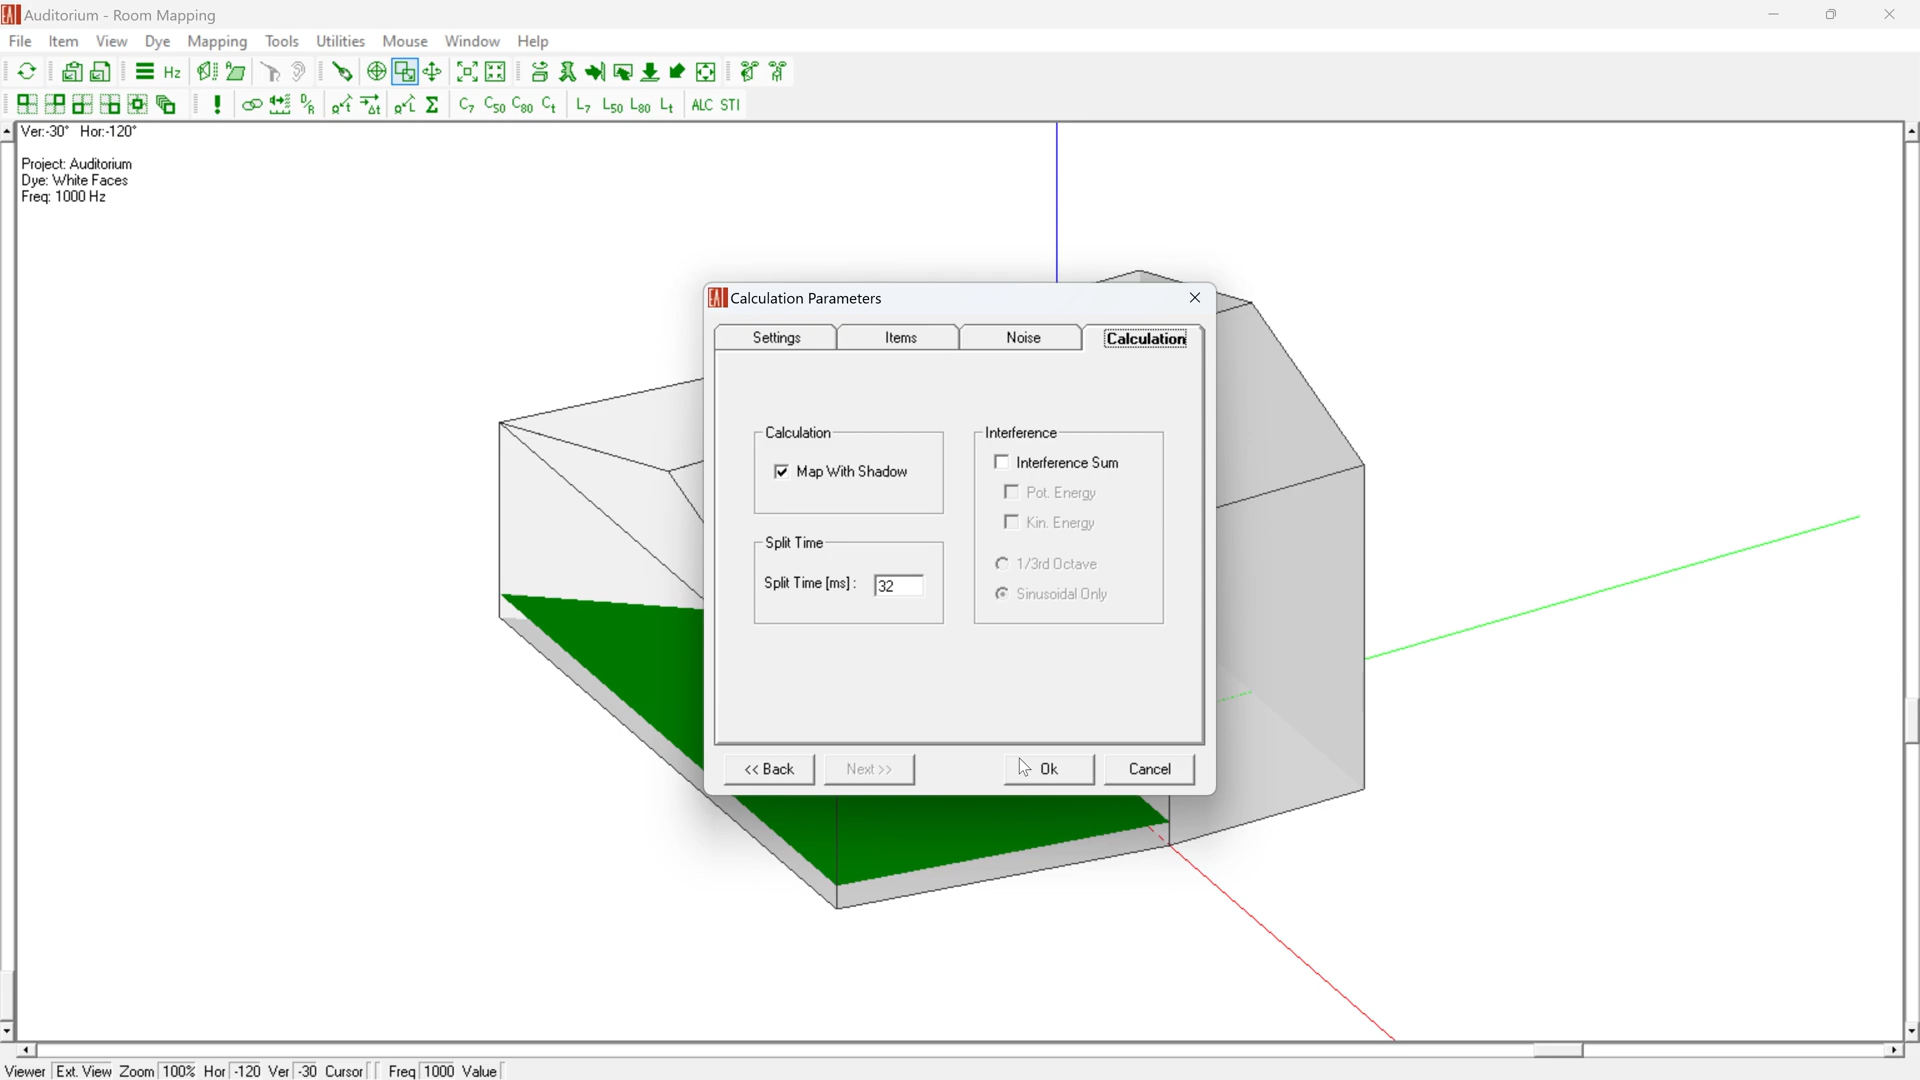 EAI Auditorium - Room Mapping
File Item View Dye Mapping Tools Utilities Mouse Window Help
Hz
D/R C7 C50 C80 Ct L7 L50 L80 Lt ALC STI
Ver:-30° Hor:-120°
Project: Auditorium
Dye: White Faces
Freq: 1000 Hz
Calculation Parameters
Settings Items Noise Calculation
Calculation
Map With Shadow
Split Time
Split Time [ms] : 32
Interference
Interference Sum
Pot. Energy
Kin. Energy
1/3rd Octave
Sinusoidal Only
<< Back Next >> Ok Cancel
Viewer Ext. View Zoom 100% Hor -120 Ver -30 Cursor Freq 1000 Value